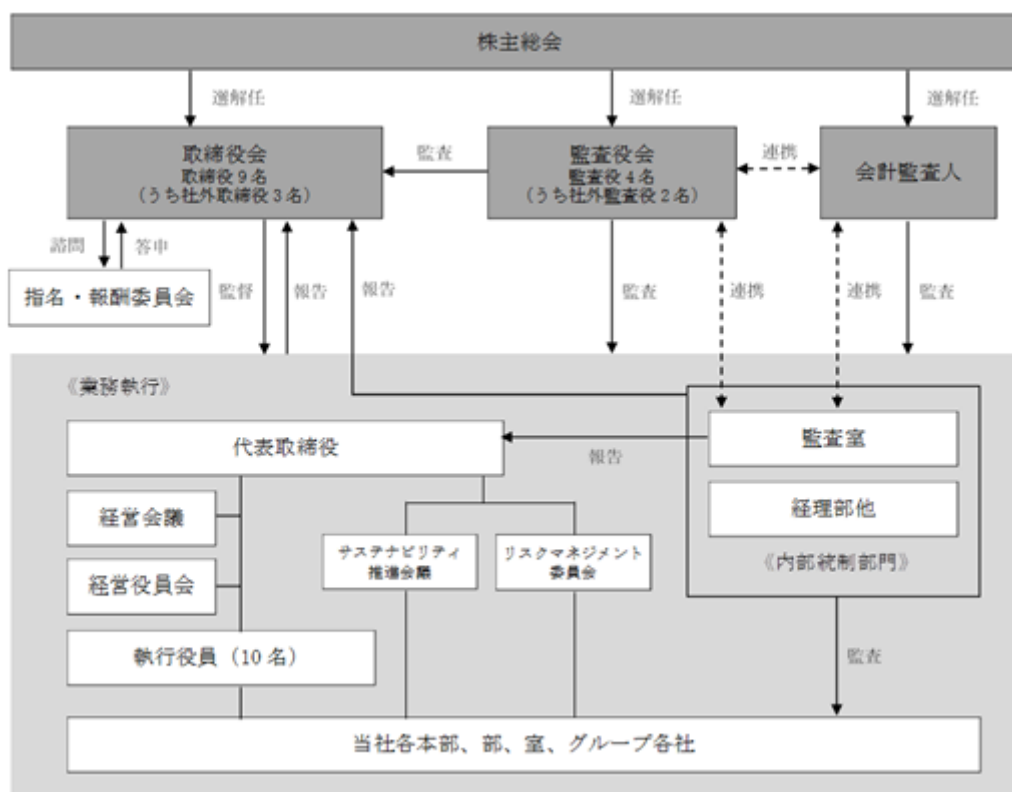 株主総会
選解任
選解任
選解任
取締役会
取締役9名
(うち社外取締役3名)
監査
監査役会
監査役4名
(うち社外監査役2名)
連携
会計監査人
諮問
答申
指名・報酬委員会
監督
報告
報告
監査
連携
連携
監査
《業務執行》
代表取締役
報告
監査室
経理部他
《内部統制部門》
経営会議
経営役員会
サステナビリティ
推進会議
リスクマネジメント
委員会
執行役員(10名)
監査
当社各本部、部、室、グループ各社